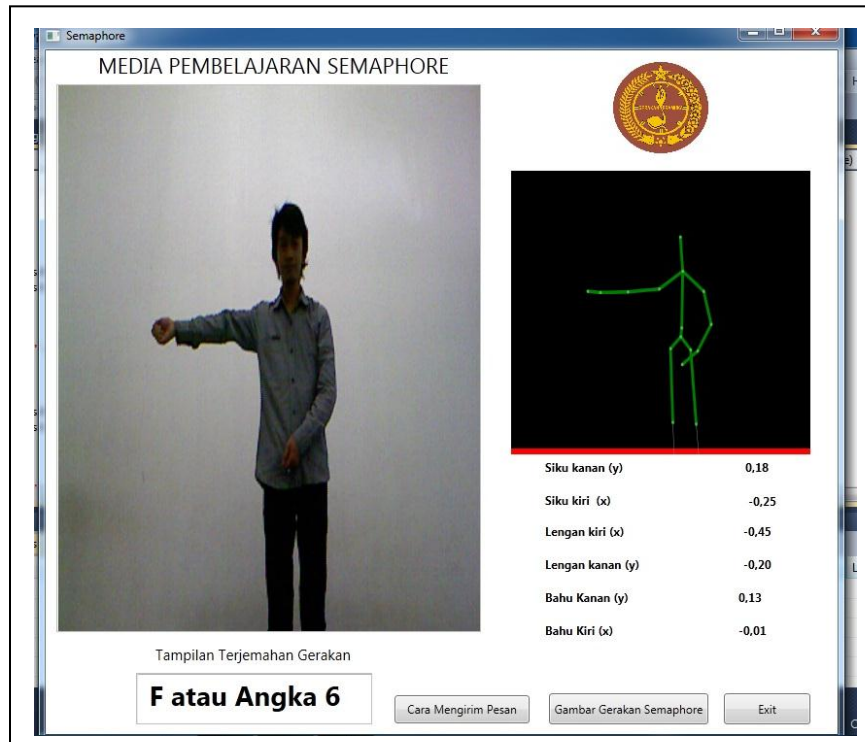 Semaphore
MEDIA PEMBELAJARAN SEMAPHORE
Siku kanan (y) 0,18
Siku kiri (x) -0,25
Lengan kiri (x) -0,45
Lengan kanan (y) -0,20
Bahu Kanan (y) 0,13
Bahu Kiri (x) -0,01
Tampilan Terjemahan Gerakan
F atau Angka 6
Cara Mengirim Pesan
Gambar Gerakan Semaphore
Exit